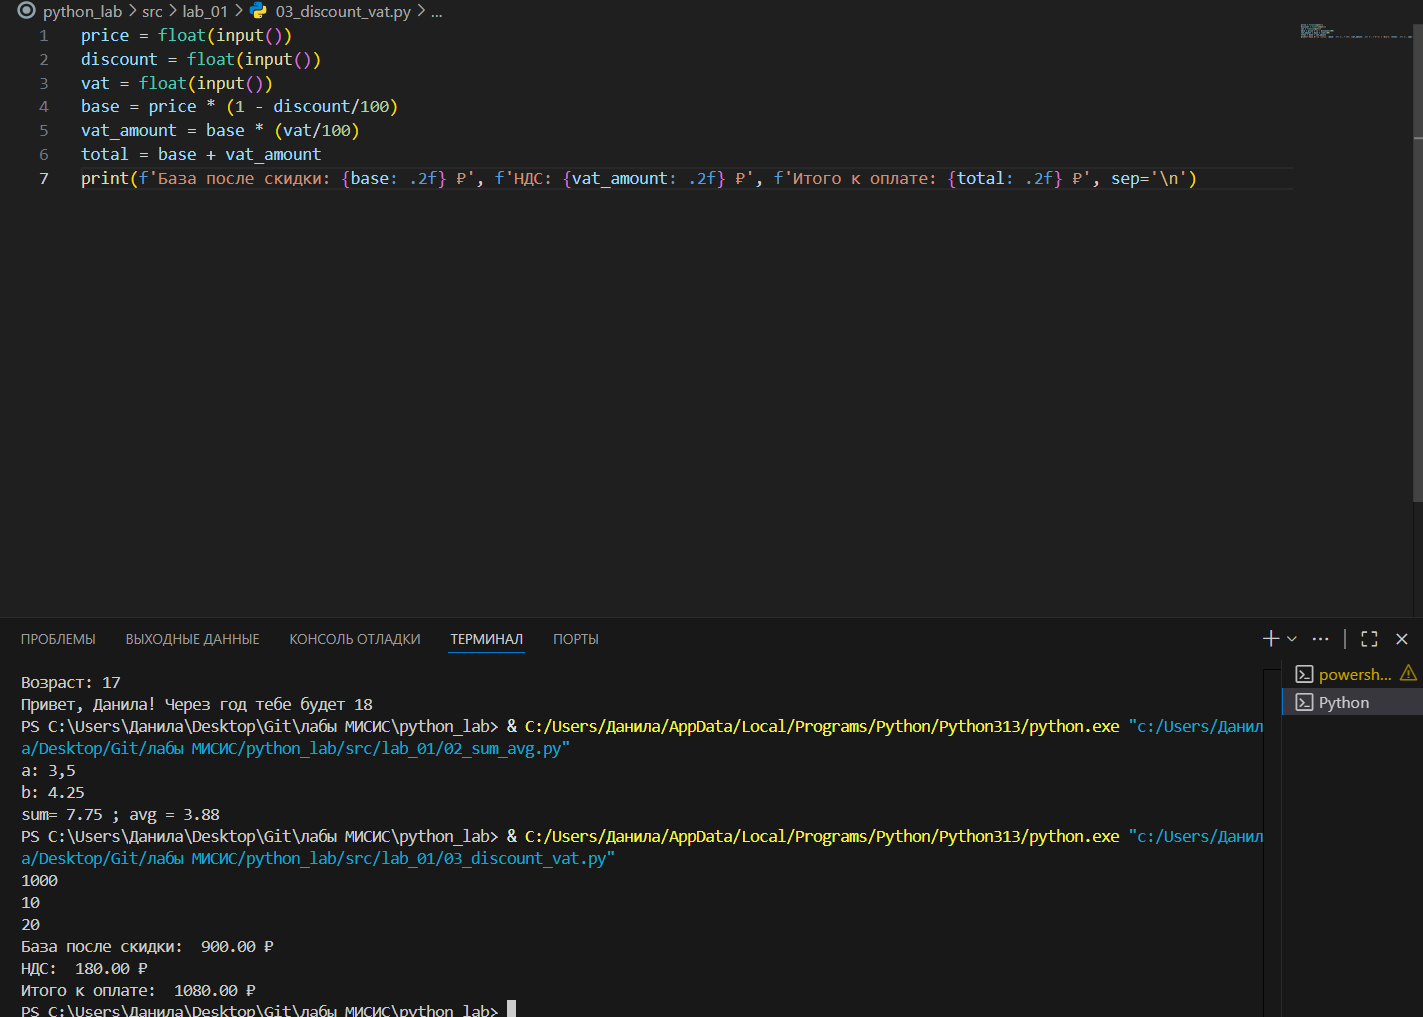 python_lab > src > lab_01 > 03_discount_vat.py > ...
1 price = float(input())
2 discount = float(input())
3 vat = float(input())
4 base = price * (1 - discount/100)
5 vat_amount = base * (vat/100)
6 total = base + vat_amount
7 print(f'База после скидки: {base: .2f} ₽', f'НДС: {vat_amount: .2f} ₽', f'Итого к оплате: {total: .2f} ₽', sep='\n')
ПРОБЛЕМЫ ВЫХОДНЫЕ ДАННЫЕ КОНСОЛЬ ОТЛАДКИ ТЕРМИНАЛ ПОРТЫ
Возраст: 17
Привет, Данила! Через год тебе будет 18
PS C:\Users\Данила\Desktop\Git\лабы МИСИС\python_lab> & C:/Users/Данила/AppData/Local/Programs/Python/Python313/python.exe "c:/Users/Данил
а/Desktop/Git/лабы МИСИС/python_lab/src/lab_01/02_sum_avg.py"
a: 3,5
b: 4.25
sum= 7.75 ; avg = 3.88
PS C:\Users\Данила\Desktop\Git\лабы МИСИС\python_lab> & C:/Users/Данила/AppData/Local/Programs/Python/Python313/python.exe "c:/Users/Данил
а/Desktop/Git/лабы МИСИС/python_lab/src/lab_01/03_discount_vat.py"
1000
10
20
База после скидки:  900.00 ₽
НДС:  180.00 ₽
Итого к оплате:  1080.00 ₽
PS C:\Users\Данила\Desktop\Git\лабы МИСИС\python_lab>
powersh...
Python